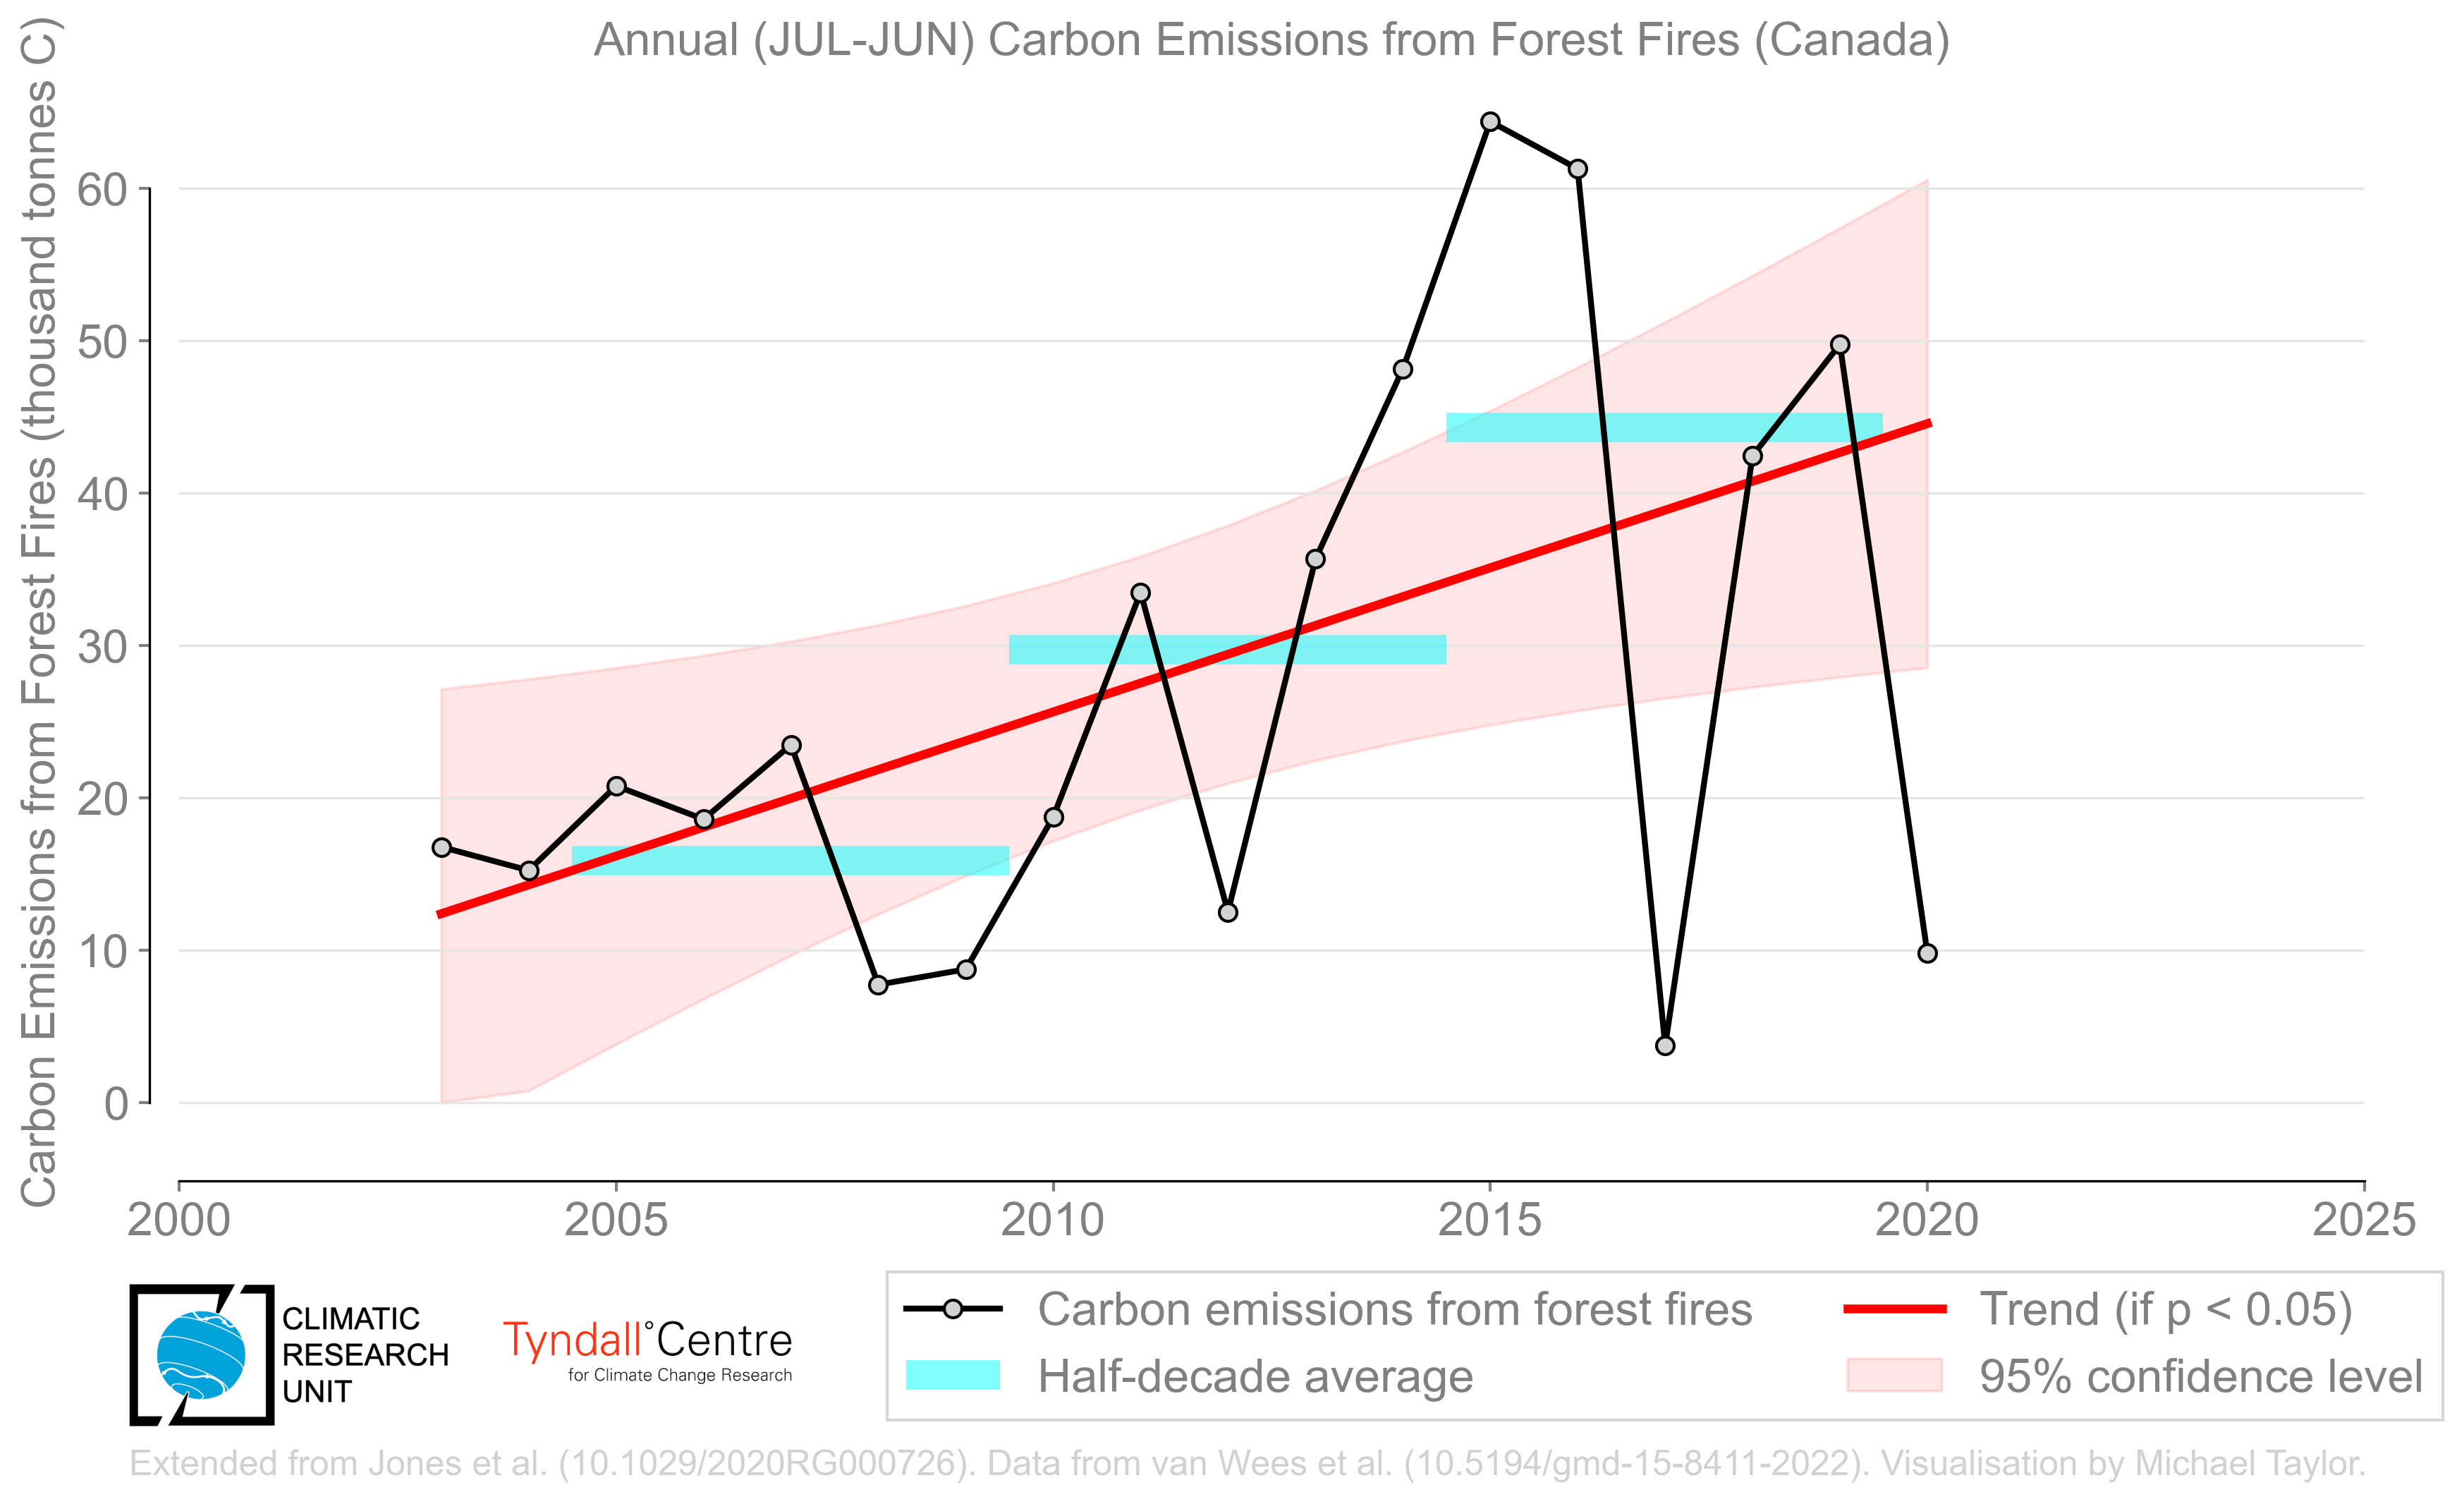 Annual (JUL-JUN) Carbon Emissions from Forest Fires (Canada)
Carbon Emissions from Forest Fires (thousand tonnes C)
60
50
40
30
20
10
0
2000 2005 2010 2015 2020 2025
CLIMATIC
RESEARCH
UNIT
Tyndall°Centre
for Climate Change Research
Carbon emissions from forest fires
Half-decade average
Trend (if p < 0.05)
95% confidence level
Extended from Jones et al. (10.1029/2020RG000726). Data from van Wees et al. (10.5194/gmd-15-8411-2022). Visualisation by Michael Taylor.